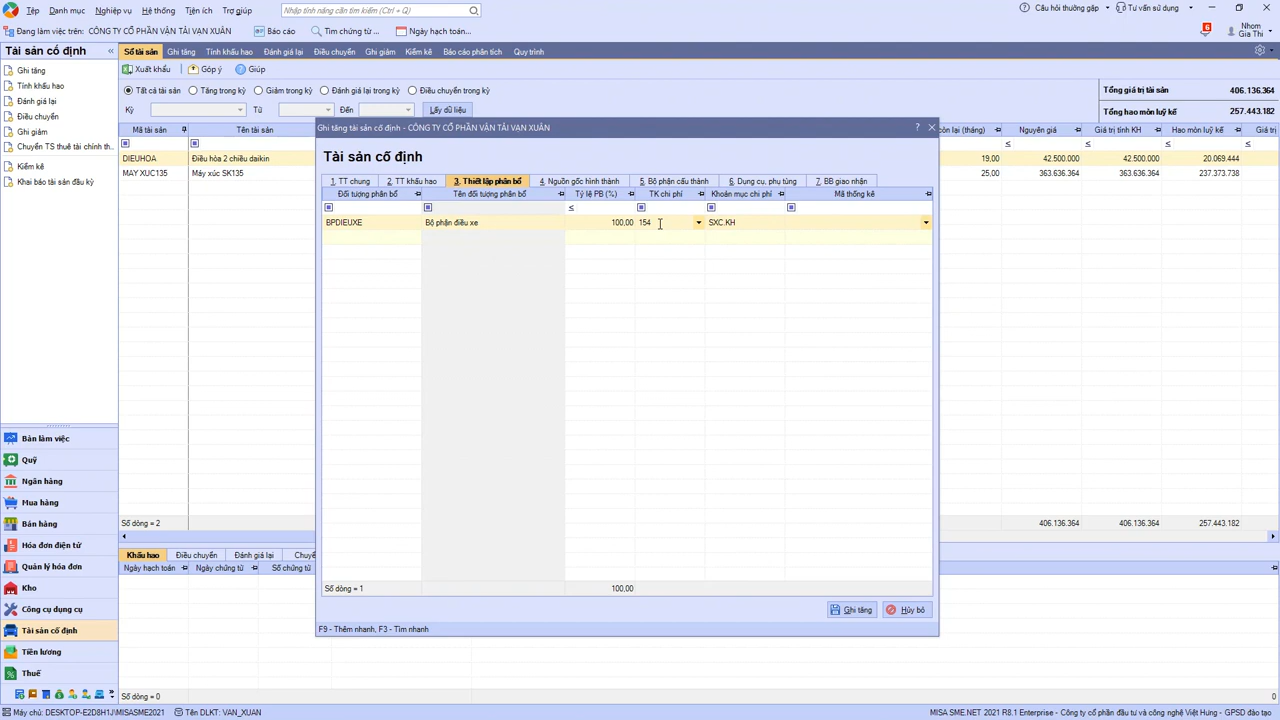 Tệp Danh mục Nghiệp vụ Hệ thống Tiện ích Trợ giúp Nhập tính năng cần tìm kiếm (Ctrl + Q) Câu hỏi thường gặp Tư vấn sử dụng
Đang làm việc trên: CÔNG TY CỔ PHẦN VẬN TẢI VẠN XUÂN Báo cáo Tìm chứng từ ... Ngày hạch toán... 6 Nhom Gia Thi
Tài sản cố định Sổ tài sản Ghi tăng Tính khấu hao Đánh giá lại Điều chuyển Ghi giảm Kiểm kê Báo cáo phân tích Quy trình
Ghi tăng
Tính khấu hao
Đánh giá lại
Điều chuyển
Ghi giảm
Chuyển TS thuê tài chính th...
Kiểm kê
Khai báo tài sản đầu kỳ
Xuất khẩu Góp ý Giúp
Tất cả tài sản Tăng trong kỳ Giảm trong kỳ Đánh giá lại trong kỳ Điều chuyển trong kỳ
Kỳ Từ Đến Lấy dữ liệu
Tổng giá trị tài sản 406.136.364
Tổng hao mòn luỹ kế 257.443.182
Mã tài sản Tên tài sản còn lại (tháng) Nguyên giá Giá trị tính KH Hao mòn luỹ kế Giá trị
≤ ≤ ≤ ≤
DIEUHOA Điều hòa 2 chiều daikin 19,00 42.500.000 42.500.000 20.069.444
MAY XUC135 Máy xúc SK135 25,00 363.636.364 363.636.364 237.373.738
Số dòng = 2 406.136.364 406.136.364 257.443.182
Ghi tăng tài sản cố định - CÔNG TY CỔ PHẦN VẬN TẢI VẠN XUÂN ?
Tài sản cố định
1. TT chung 2. TT khấu hao 3. Thiết lập phân bổ 4. Nguồn gốc hình thành 5. Bộ phận cấu thành 6. Dụng cụ, phụ tùng 7. BB giao nhận
Đối tượng phân bổ Tên đối tượng phân bổ Tỷ lệ PB (%) TK chi phí Khoản mục chi phí Mã thống kê
≤
BPDIEUXE Bộ phận điều xe 100,00 154 SXC.KH
Số dòng = 1 100,00
Ghi tăng Hủy bỏ
F9 - Thêm nhanh, F3 - Tìm nhanh
Bàn làm việc
Quỹ
Ngân hàng
Mua hàng
Bán hàng
Hóa đơn điện tử
Quản lý hóa đơn
Kho
Công cụ dụng cụ
Tài sản cố định
Tiền lương
Thuế
Khấu hao Điều chuyển Đánh giá lại Chuyể
Ngày hạch toán Ngày chứng từ Số chứng từ
Số dòng = 0 0
Máy chủ: DESKTOP-E2D8H1J\MISASME2021 Tên DLKT: VAN_XUAN MISA SME.NET 2021 R8.1 Enterprise - Công ty cổ phần đầu tư và công nghệ Việt Hưng - GPSD đào tạo